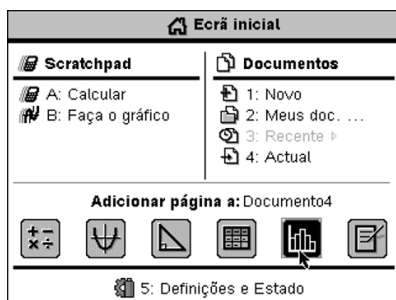 Ecrã inicial
Scratchpad
A: Calcular
B: Faça o gráfico
Documentos
1: Novo
2: Meus doc. ...
3: Recente ▹
4: Actual
Adicionar página a: Documento4
5: Definições e Estado